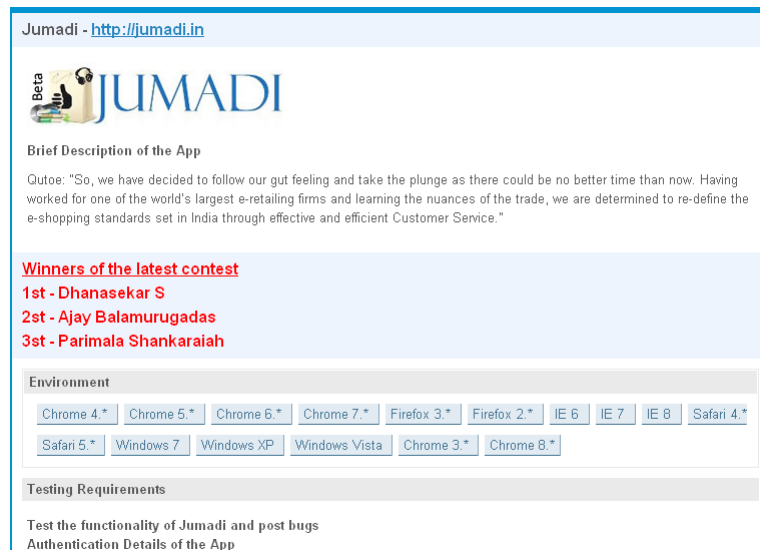 Jumadi - http://jumadi.in
Beta
JUMADI
Brief Description of the App
Qutoe: "So, we have decided to follow our gut feeling and take the plunge as there could be no better time than now. Having
worked for one of the world's largest e-retailing firms and learning the nuances of the trade, we are determined to re-define the
e-shopping standards set in India through effective and efficient Customer Service."
Winners of the latest contest
1st - Dhanasekar S
2st - Ajay Balamurugadas
3st - Parimala Shankaraiah
Environment
Chrome 4.* Chrome 5.* Chrome 6.* Chrome 7.* Firefox 3.* Firefox 2.* IE 6 IE 7 IE 8 Safari 4.*
Safari 5.* Windows 7 Windows XP Windows Vista Chrome 3.* Chrome 8.*
Testing Requirements
Test the functionality of Jumadi and post bugs
Authentication Details of the App